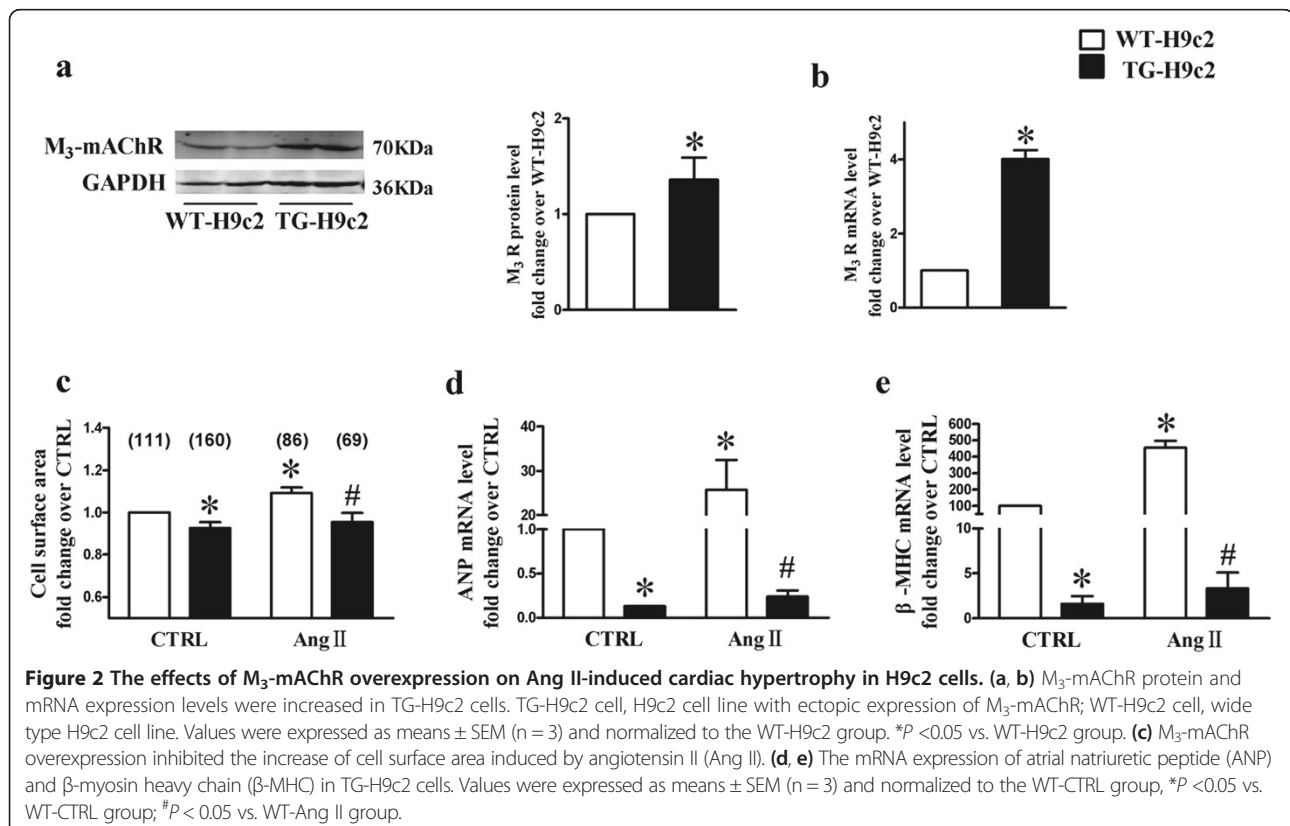 WT-H9c2
TG-H9c2
a
M3-mAChR
70KDa
GAPDH
36KDa
WT-H9c2 TG-H9c2
M3 R protein level
fold change over WT-H9c2
2
1
0
*
b
M3 R mRNA level
fold change over WT-H9c2
4
2
0
*
c
Cell surface area
fold change over CTRL
1.4
1.2
1.0
0.8
0.6
(111) (160) (86) (69)
* * #
CTRL Ang Ⅱ
d
ANP mRNA level
fold change over CTRL
40
30
20
1.0
0.5
0.0
* * #
CTRL Ang Ⅱ
e
β -MHC mRNA level
fold change over CTRL
600
500
400
300
200
100
10
5
0
* * #
CTRL Ang Ⅱ
Figure 2 The effects of M3-mAChR overexpression on Ang II-induced cardiac hypertrophy in H9c2 cells. (a, b) M3-mAChR protein and
mRNA expression levels were increased in TG-H9c2 cells. TG-H9c2 cell, H9c2 cell line with ectopic expression of M3-mAChR; WT-H9c2 cell, wide
type H9c2 cell line. Values were expressed as means ± SEM (n = 3) and normalized to the WT-H9c2 group. *P <0.05 vs. WT-H9c2 group. (c) M3-mAChR
overexpression inhibited the increase of cell surface area induced by angiotensin II (Ang II). (d, e) The mRNA expression of atrial natriuretic peptide (ANP)
and β-myosin heavy chain (β-MHC) in TG-H9c2 cells. Values were expressed as means ± SEM (n = 3) and normalized to the WT-CTRL group, *P <0.05 vs.
WT-CTRL group; #P < 0.05 vs. WT-Ang II group.